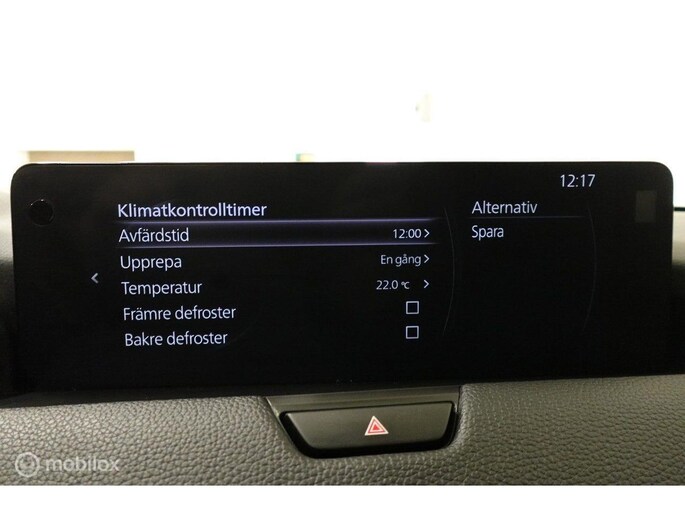 12:17
Klimatkontrolltimer
Avfärdstid 12:00 >
Upprepa En gång >
Temperatur 22.0 °C >
Främre defroster
Bakre defroster
Alternativ
Spara
mobilox